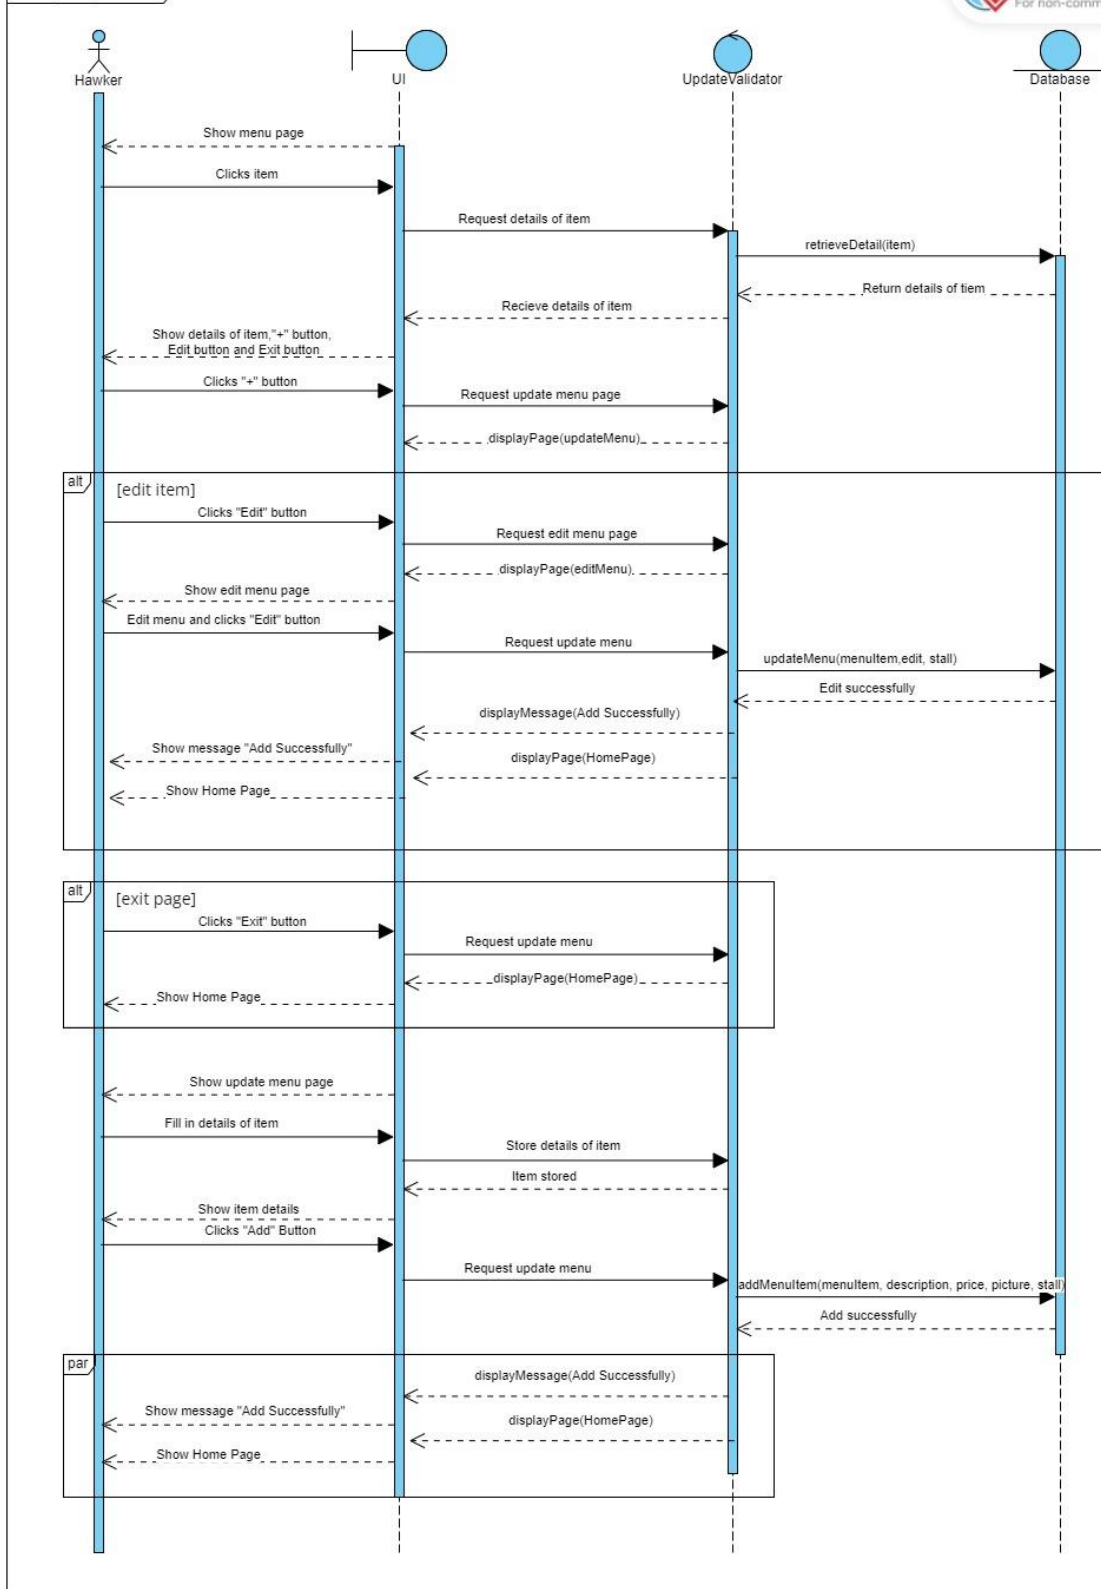 For non-comm
Hawker
UI
UpdateValidator
Database
Show menu page
Clicks item
Request details of item
retrieveDetail(item)
Return details of tiem
Recieve details of item
Show details of item,"+" button,
Edit button and Exit button
Clicks "+" button
Request update menu page
displayPage(updateMenu)
alt
[edit item]
Clicks "Edit" button
Request edit menu page
displayPage(editMenu)
Show edit menu page
Edit menu and clicks "Edit" button
Request update menu
updateMenu(menuItem,edit, stall)
Edit successfully
displayMessage(Add Successfully)
Show message "Add Successfully"
displayPage(HomePage)
Show Home Page
alt
[exit page]
Clicks "Exit" button
Request update menu
displayPage(HomePage)
Show Home Page
Show update menu page
Fill in details of item
Store details of item
Item stored
Show item details
Clicks "Add" Button
Request update menu
addMenuItem(menuItem, description, price, picture, stall)
Add successfully
par
displayMessage(Add Successfully)
Show message "Add Successfully"
displayPage(HomePage)
Show Home Page